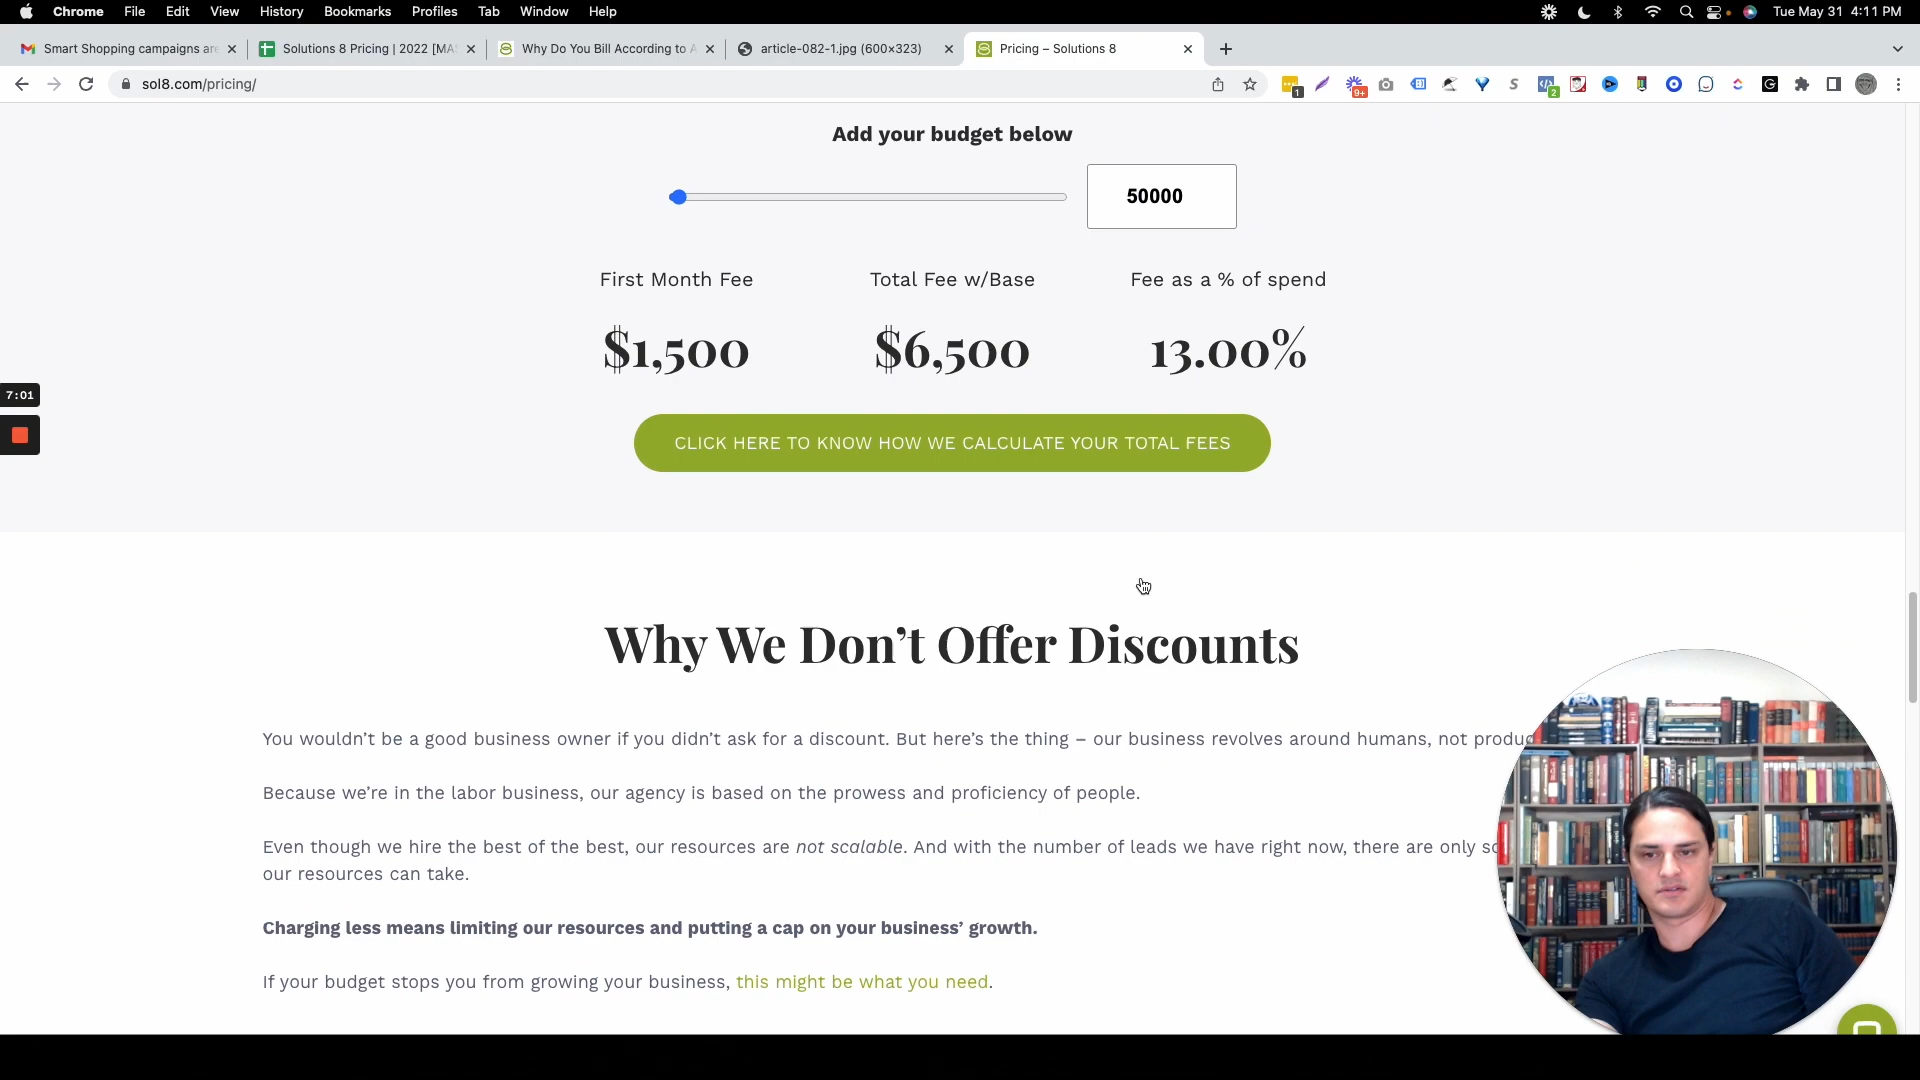 Chrome File Edit View History Bookmarks Profiles Tab Window Help Tue May 31 4:11 PM
Smart Shopping campaigns are Solutions 8 Pricing | 2022 [MAS Why Do You Bill According to A article-082-1.jpg (600×323) Pricing – Solutions 8
sol8.com/pricing/ 1 9+ 2
Add your budget below
50000
First Month Fee Total Fee w/Base Fee as a % of spend
$1,500 $6,500 13.00%
7:01
CLICK HERE TO KNOW HOW WE CALCULATE YOUR TOTAL FEES
Why We Don't Offer Discounts
You wouldn't be a good business owner if you didn't ask for a discount. But here's the thing – our business revolves around humans, not produc
Because we're in the labor business, our agency is based on the prowess and proficiency of people.
Even though we hire the best of the best, our resources are not scalable. And with the number of leads we have right now, there are only so
our resources can take.
Charging less means limiting our resources and putting a cap on your business' growth.
If your budget stops you from growing your business, this might be what you need.